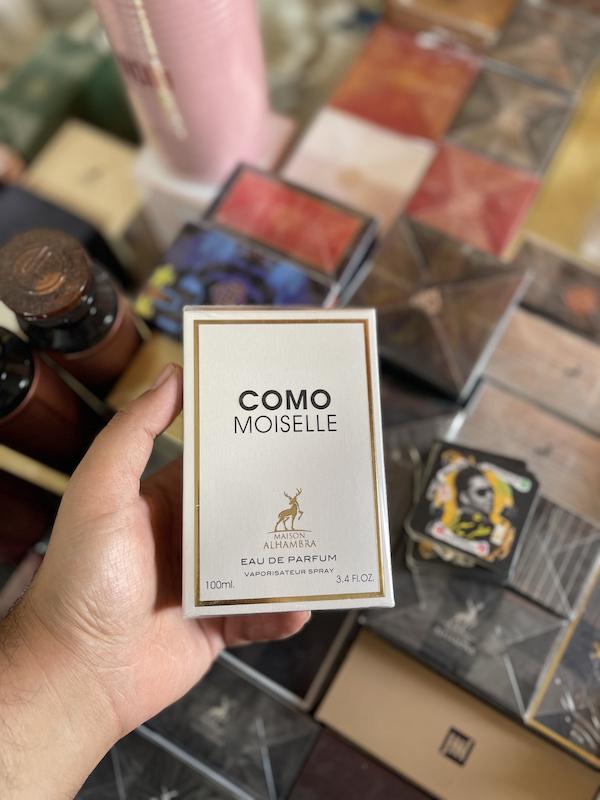 COMO
MOISELLE
MAISON
ALHAMBRA
EAU DE PARFUM
VAPORISATEUR SPRAY
100ml.
3.4 Fl.OZ.